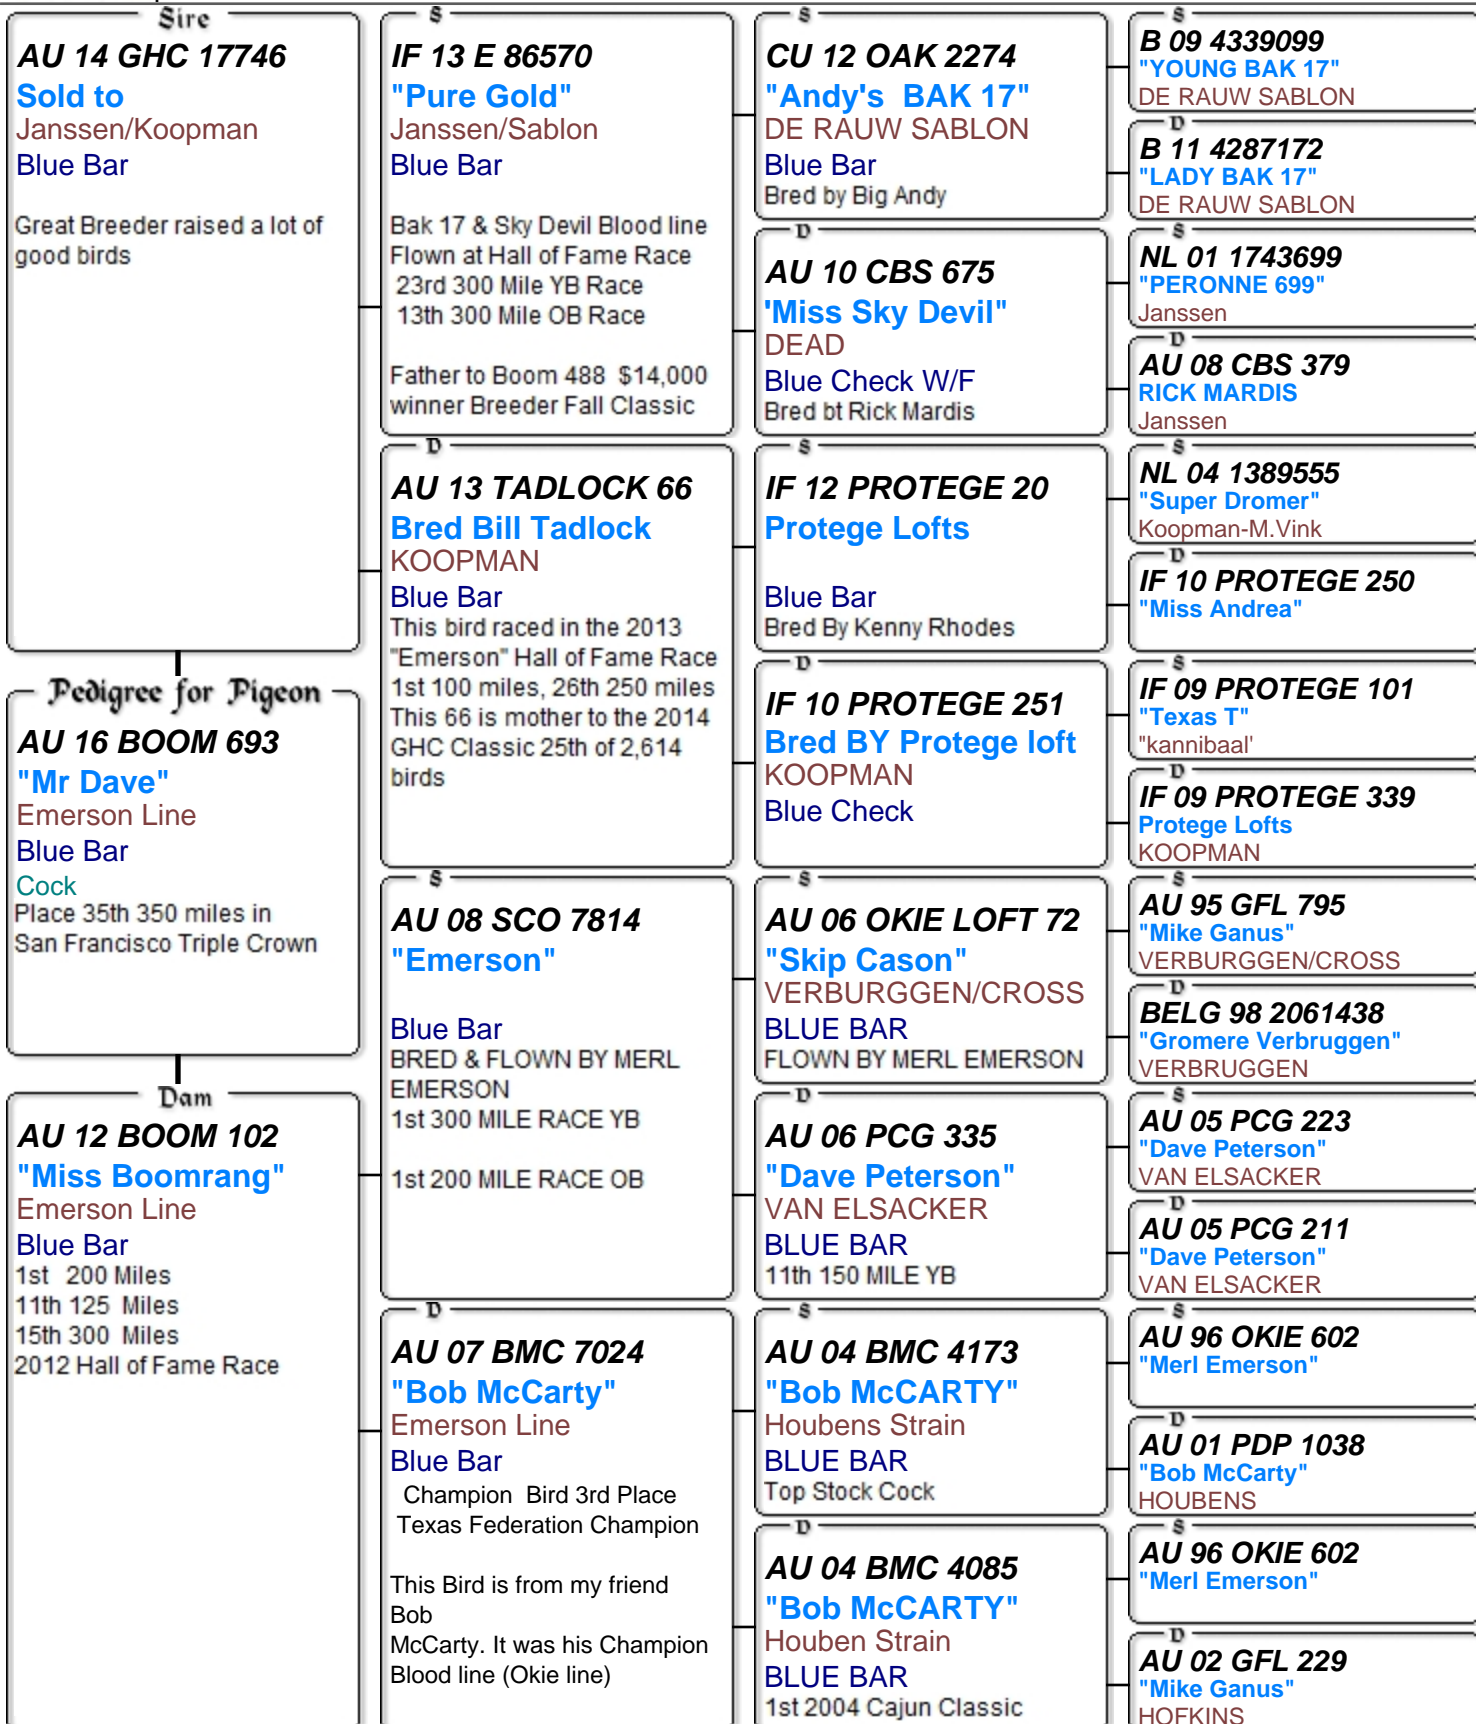 Sire
AU 14 GHC 17746
Sold to
Janssen/Koopman
Blue Bar
Great Breeder raised a lot of
good birds
Pedigree for Pigeon
AU 16 BOOM 693
"Mr Dave"
Emerson Line
Blue Bar
Cock
Place 35th 350 miles in
San Francisco Triple Crown
Dam
AU 12 BOOM 102
"Miss Boomrang"
Emerson Line
Blue Bar
1st 200 Miles
11th 125 Miles
15th 300 Miles
2012 Hall of Fame Race
S
IF 13 E 86570
"Pure Gold"
Janssen/Sablon
Blue Bar
Bak 17 & Sky Devil Blood line
Flown at Hall of Fame Race
23rd 300 Mile YB Race
13th 300 Mile OB Race
Father to Boom 488 $14,000
winner Breeder Fall Classic
D
AU 13 TADLOCK 66
Bred Bill Tadlock
KOOPMAN
Blue Bar
This bird raced in the 2013
"Emerson" Hall of Fame Race
1st 100 miles, 26th 250 miles
This 66 is mother to the 2014
GHC Classic 25th of 2,614
birds
S
AU 08 SCO 7814
"Emerson"
Blue Bar
BRED & FLOWN BY MERL
EMERSON
1st 300 MILE RACE YB
1st 200 MILE RACE OB
D
AU 07 BMC 7024
"Bob McCarty"
Emerson Line
Blue Bar
Champion Bird 3rd Place
Texas Federation Champion
This Bird is from my friend
Bob
McCarty. It was his Champion
Blood line (Okie line)
S
CU 12 OAK 2274
"Andy's BAK 17"
DE RAUW SABLON
Blue Bar
Bred by Big Andy
D
AU 10 CBS 675
'Miss Sky Devil"
DEAD
Blue Check W/F
Bred bt Rick Mardis
S
IF 12 PROTEGE 20
Protege Lofts
Blue Bar
Bred By Kenny Rhodes
D
IF 10 PROTEGE 251
Bred BY Protege loft
KOOPMAN
Blue Check
S
AU 06 OKIE LOFT 72
"Skip Cason"
VERBURGGEN/CROSS
BLUE BAR
FLOWN BY MERL EMERSON
D
AU 06 PCG 335
"Dave Peterson"
VAN ELSACKER
BLUE BAR
11th 150 MILE YB
S
AU 04 BMC 4173
"Bob McCARTY"
Houbens Strain
BLUE BAR
Top Stock Cock
D
AU 04 BMC 4085
"Bob McCARTY"
Houben Strain
BLUE BAR
1st 2004 Cajun Classic
S
B 09 4339099
"YOUNG BAK 17"
DE RAUW SABLON
D
B 11 4287172
"LADY BAK 17"
DE RAUW SABLON
S
NL 01 1743699
"PERONNE 699"
Janssen
D
AU 08 CBS 379
RICK MARDIS
Janssen
S
NL 04 1389555
"Super Dromer"
Koopman-M.Vink
D
IF 10 PROTEGE 250
"Miss Andrea"
S
IF 09 PROTEGE 101
"Texas T"
"kannibaal'
D
IF 09 PROTEGE 339
Protege Lofts
KOOPMAN
S
AU 95 GFL 795
"Mike Ganus"
VERBURGGEN/CROSS
D
BELG 98 2061438
"Gromere Verbruggen"
VERBRUGGEN
S
AU 05 PCG 223
"Dave Peterson"
VAN ELSACKER
D
AU 05 PCG 211
"Dave Peterson"
VAN ELSACKER
S
AU 96 OKIE 602
"Merl Emerson"
D
AU 01 PDP 1038
"Bob McCarty"
HOUBENS
S
AU 96 OKIE 602
"Merl Emerson"
D
AU 02 GFL 229
"Mike Ganus"
HOFKINS